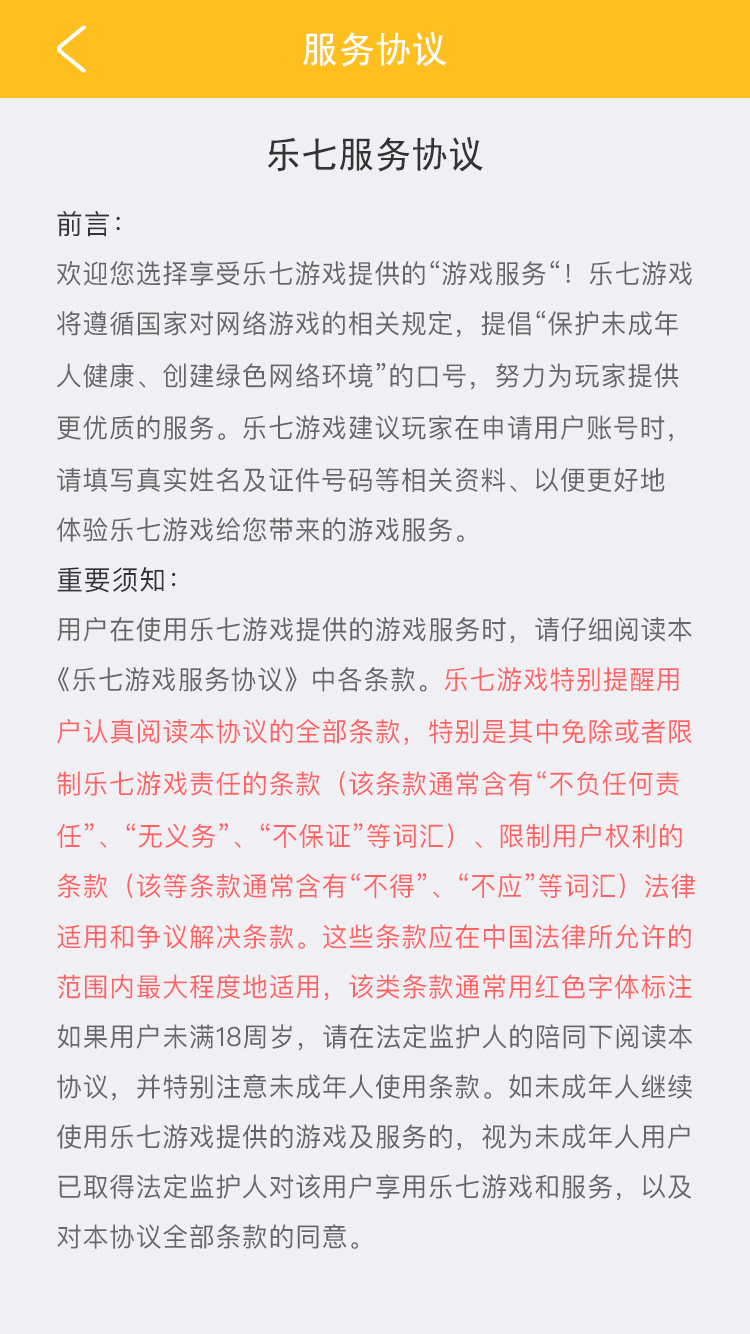 服务协议
乐七服务协议
前言：
欢迎您选择享受乐七游戏提供的“游戏服务“！乐七游戏
将遵循国家对网络游戏的相关规定，提倡“保护未成年
人健康、创建绿色网络环境”的口号，努力为玩家提供
更优质的服务。乐七游戏建议玩家在申请用户账号时，
请填写真实姓名及证件号码等相关资料、以便更好地
体验乐七游戏给您带来的游戏服务。
重要须知：
用户在使用乐七游戏提供的游戏服务时，请仔细阅读本
《乐七游戏服务协议》中各条款。乐七游戏特别提醒用
户认真阅读本协议的全部条款，特别是其中免除或者限
制乐七游戏责任的条款（该条款通常含有“不负任何责
任”、“无义务”、“不保证”等词汇）、限制用户权利的
条款（该等条款通常含有“不得”、“不应”等词汇）法律
适用和争议解决条款。这些条款应在中国法律所允许的
范围内最大程度地适用，该类条款通常用红色字体标注
如果用户未满18周岁，请在法定监护人的陪同下阅读本
协议，并特别注意未成年人使用条款。如未成年人继续
使用乐七游戏提供的游戏及服务的，视为未成年人用户
已取得法定监护人对该用户享用乐七游戏和服务，以及
对本协议全部条款的同意。